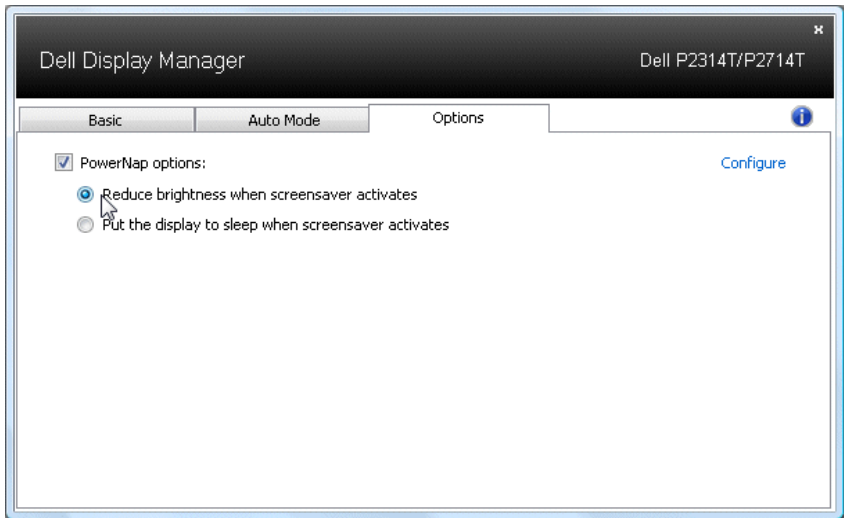 x
Dell Display Manager
Dell P2314T/P2714T
Basic
Auto Mode
Options
i
PowerNap options:
Configure
Reduce brightness when screensaver activates
Put the display to sleep when screensaver activates